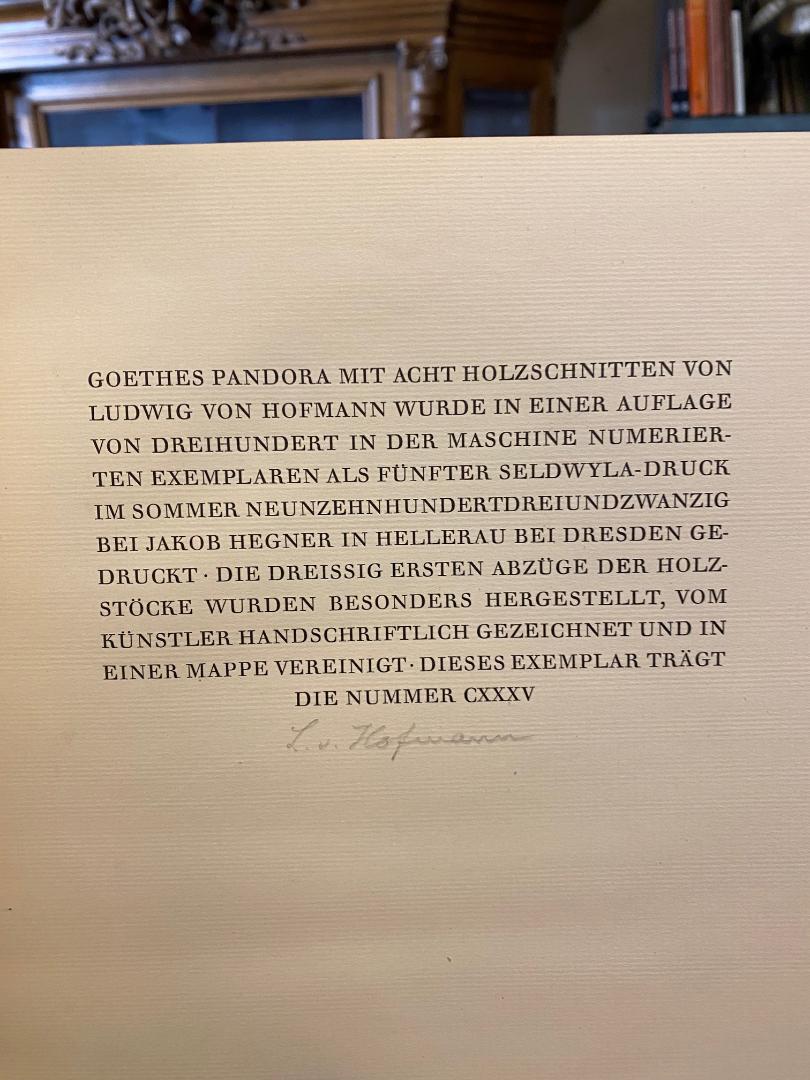 GOETHES PANDORA MIT ACHT HOLZSCHNITTEN VON
LUDWIG VON HOFMANN WURDE IN EINER AUFLAGE
VON DREIHUNDERT IN DER MASCHINE NUMERIER-
TEN EXEMPLAREN ALS FÜNFTER SELDWYLA-DRUCK
IM SOMMER NEUNZEHNHUNDERTDREIUNDZWANZIG
BEI JAKOB HEGNER IN HELLERAU BEI DRESDEN GE-
DRUCKT · DIE DREISSIG ERSTEN ABZÜGE DER HOLZ-
STÖCKE WURDEN BESONDERS HERGESTELLT, VOM
KÜNSTLER HANDSCHRIFTLICH GEZEICHNET UND IN
EINER MAPPE VEREINIGT · DIESES EXEMPLAR TRÄGT
DIE NUMMER CXXXV
L. v. Hofmann